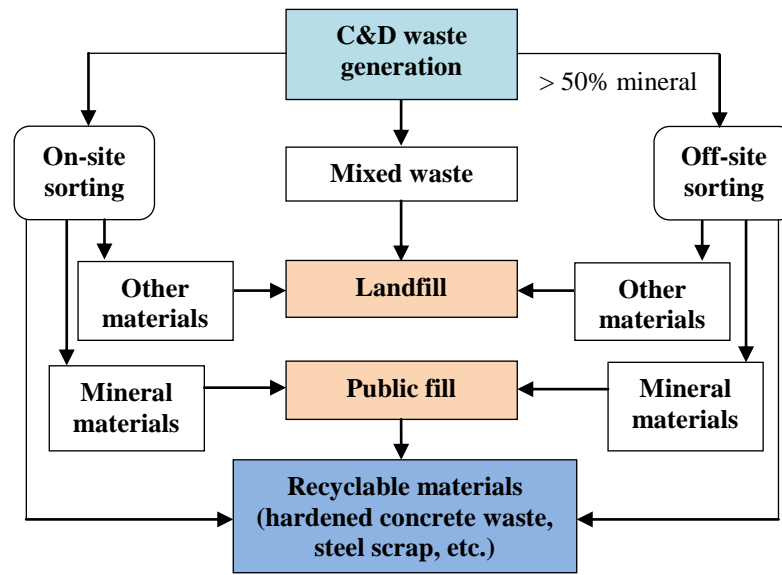 C&D waste
generation
> 50% mineral
On-site
sorting
Mixed waste
Off-site
sorting
Other
materials
Landfill
Other
materials
Mineral
materials
Public fill
Mineral
materials
Recyclable materials
(hardened concrete waste,
steel scrap, etc.)